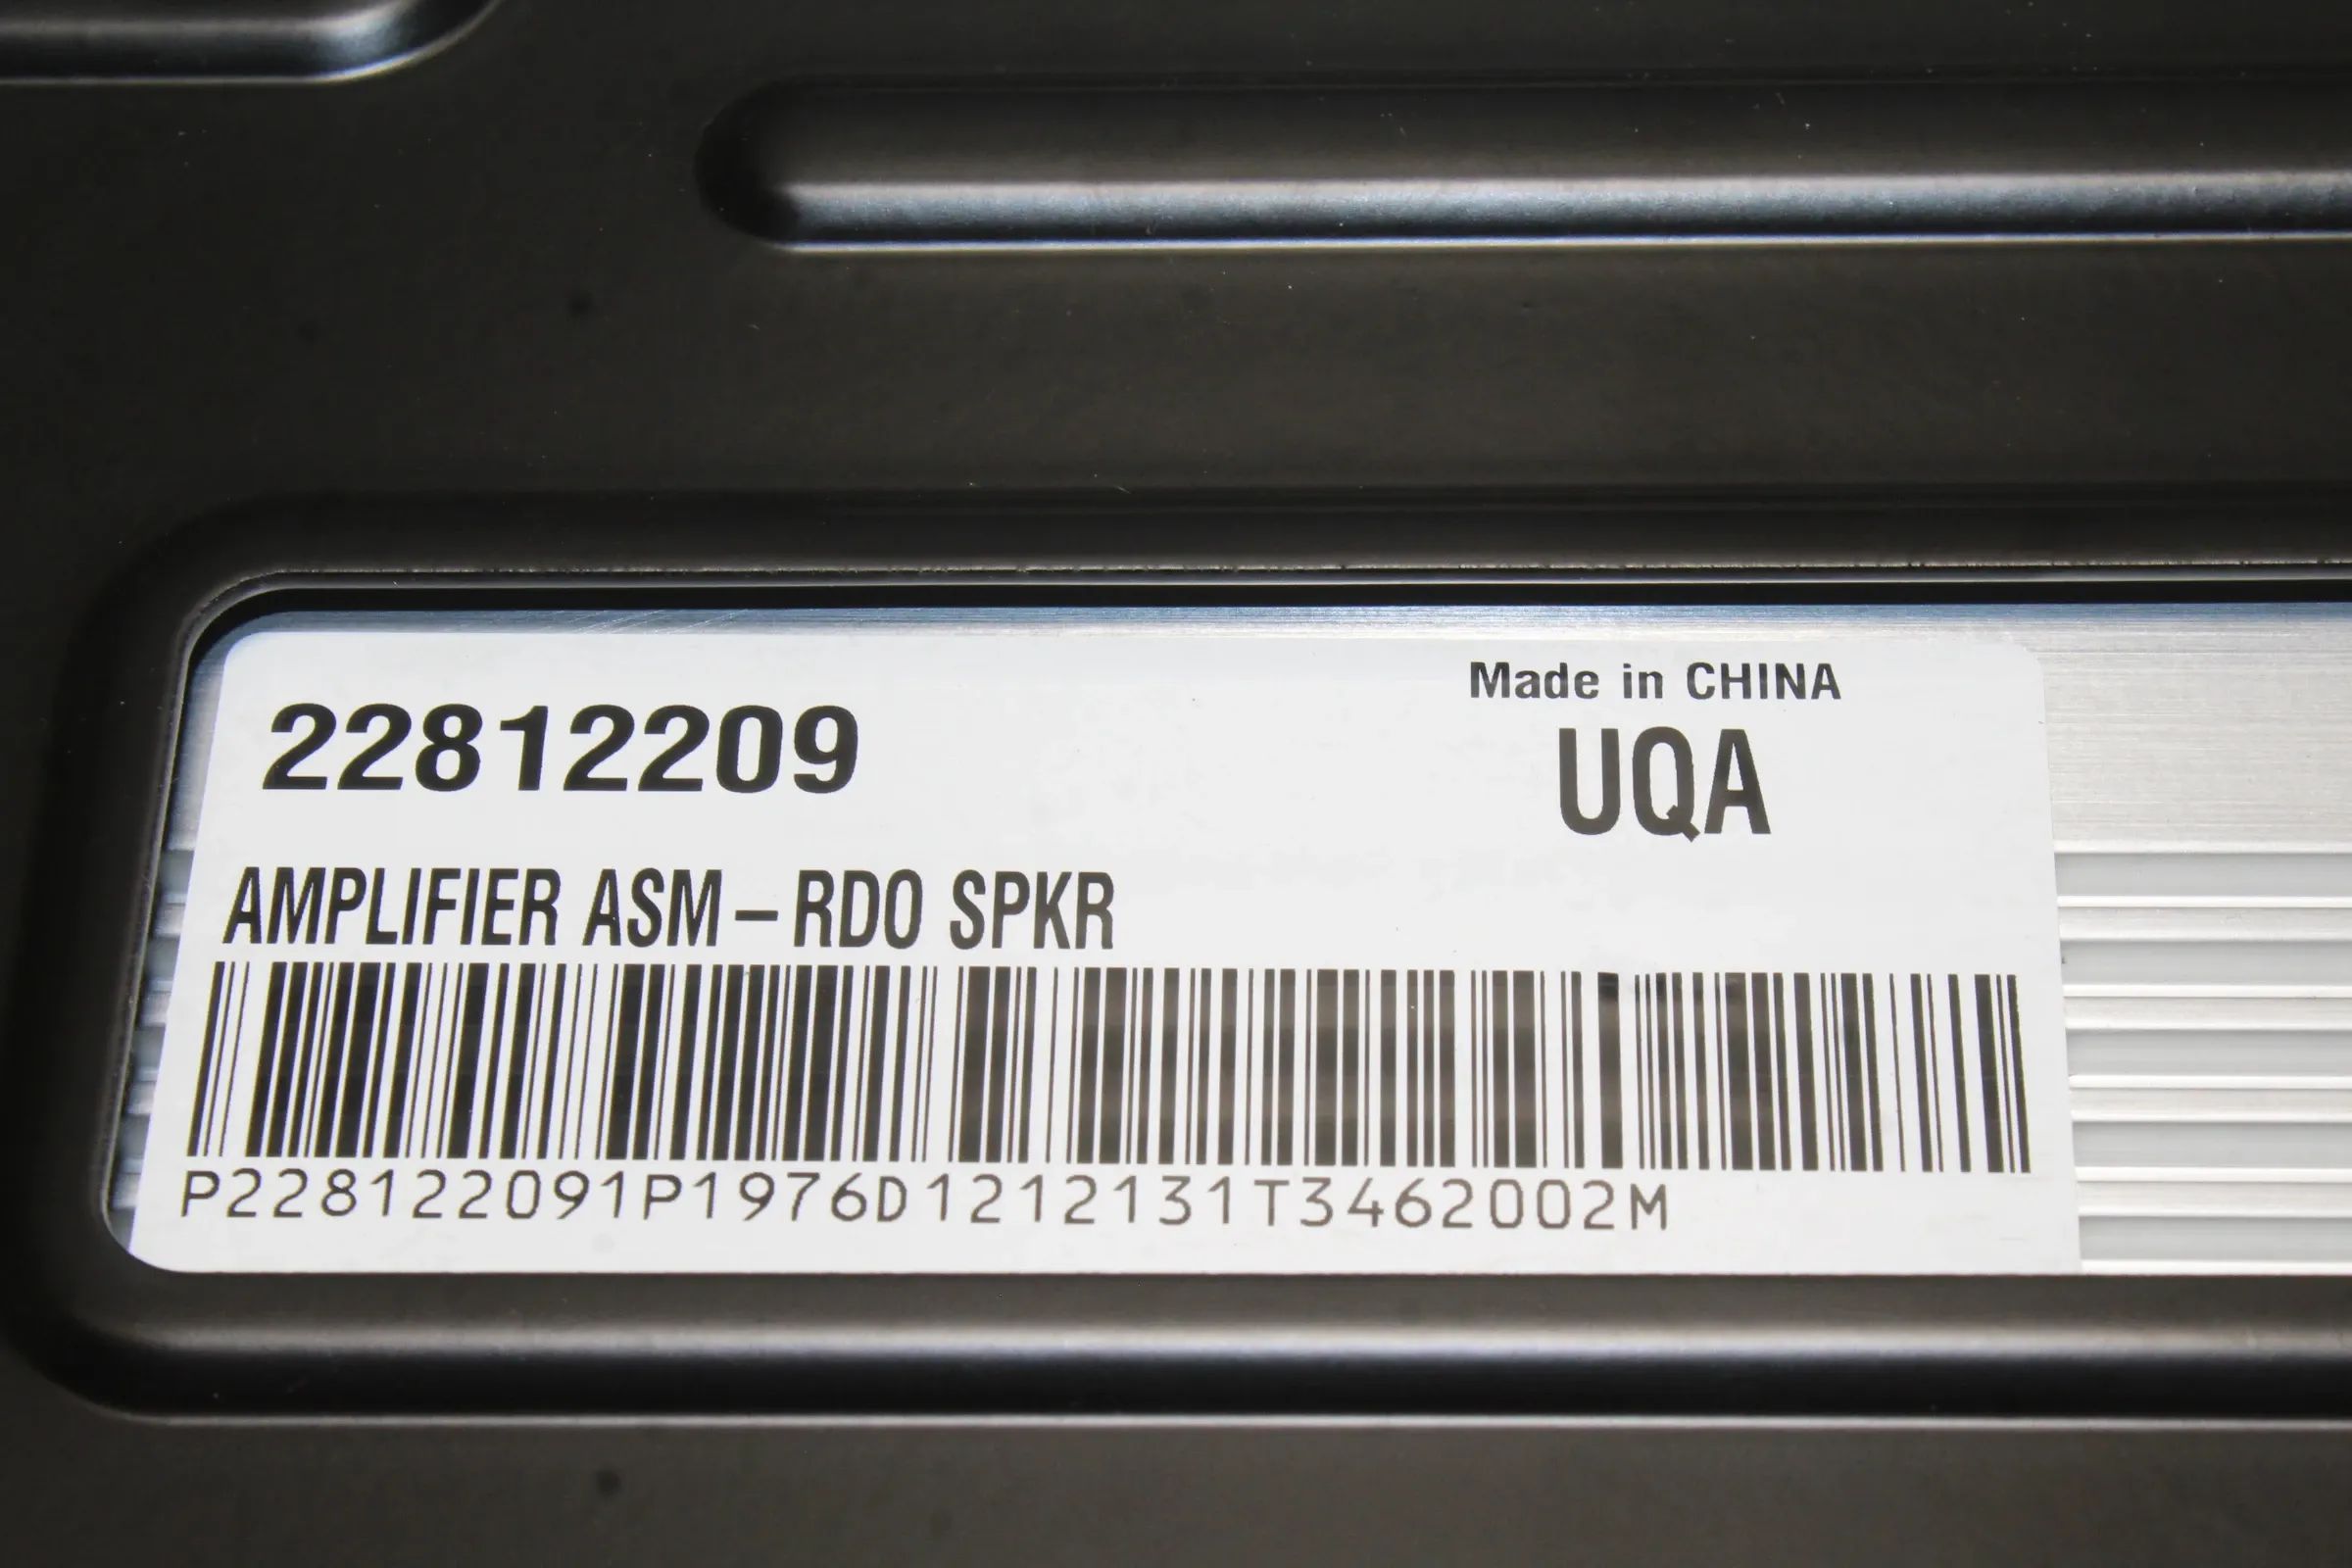 22812209
Made in CHINA
UQA
AMPLIFIER ASM – RDO SPKR
P228122091P1976D1212131T3462002M